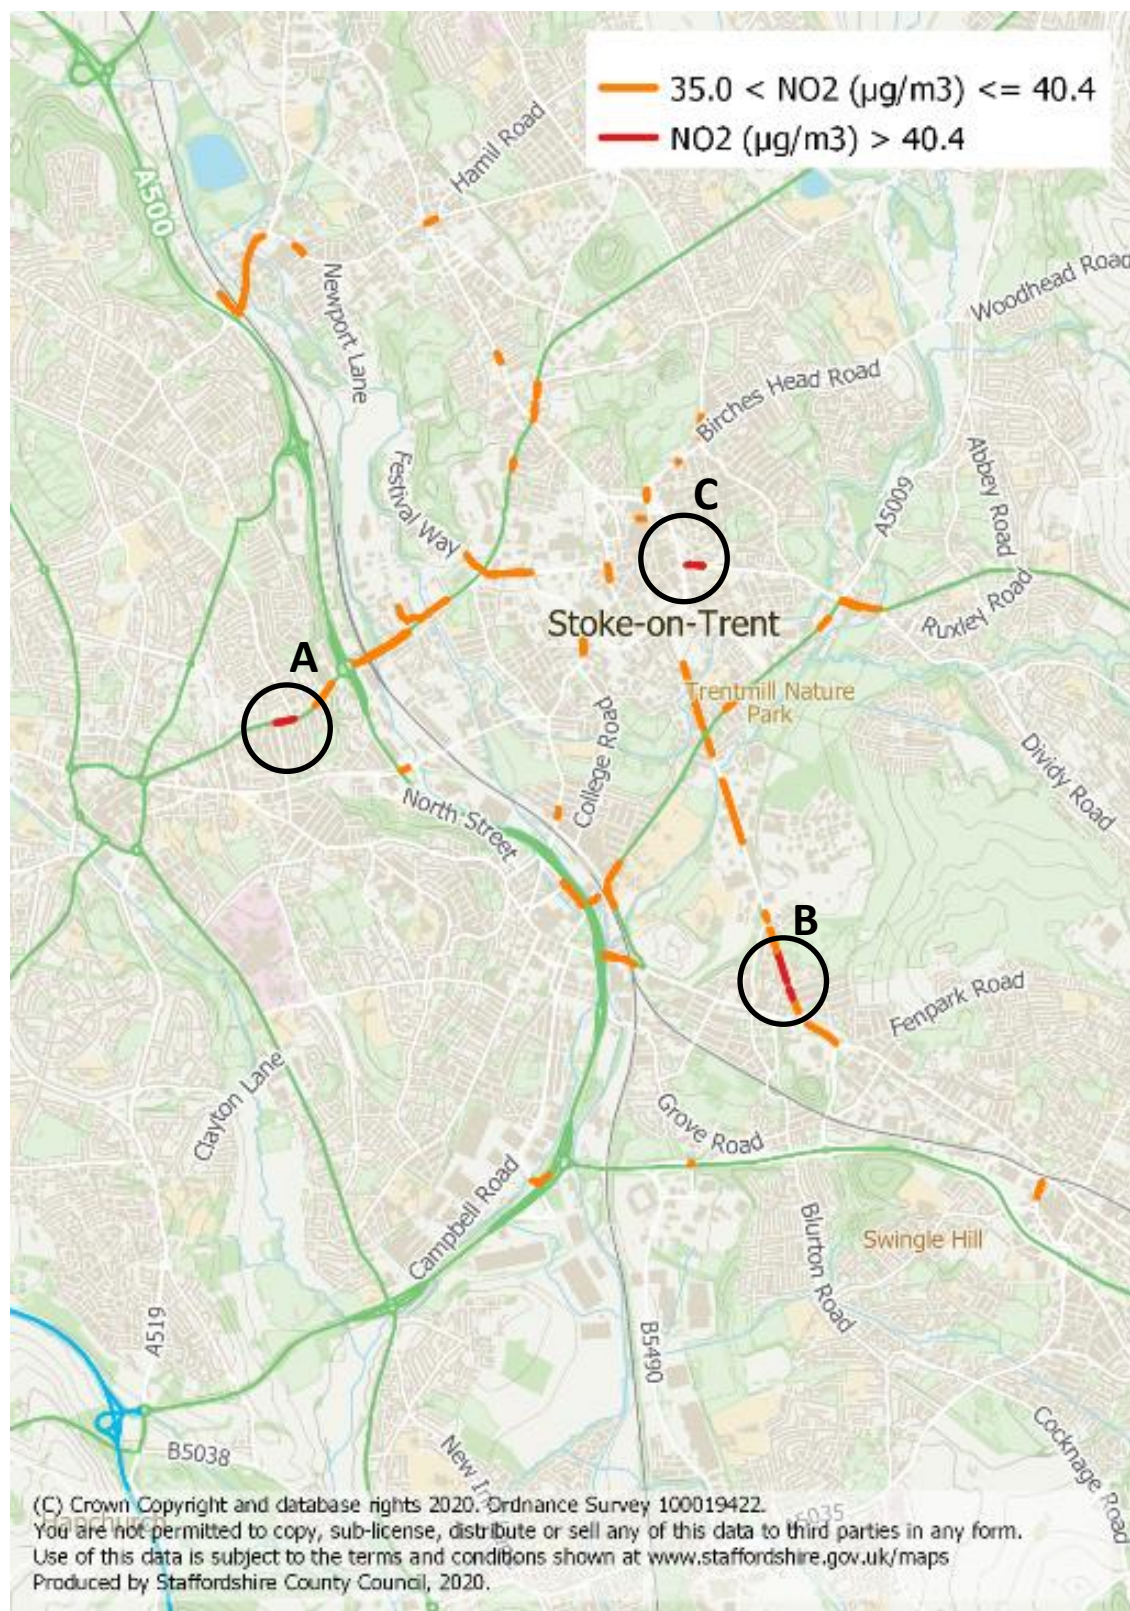 35.0 < NO2 (µg/m3) <= 40.4
NO2 (µg/m3) > 40.4
Hamil Road
A500
Newport Lane
Woodhead Road
Birches Head Road
Festival Way
Abbey Road
A5009
C
Ruxley Road
Stoke-on-Trent
A
Trentmill Nature
Park
College Road
Dividy Road
North Street
B
Fenpark Road
Clayton Lane
Grove Road
Campbell Road
Blurton Road
Swingle Hill
A519
B5490
B5038
Cocknage Road
New
(C) Crown Copyright and database rights 2020. Ordnance Survey 100019422.
You are not permitted to copy, sub-license, distribute or sell any of this data to third parties in any form.
Use of this data is subject to the terms and conditions shown at www.staffordshire.gov.uk/maps
Produced by Staffordshire County Council, 2020.